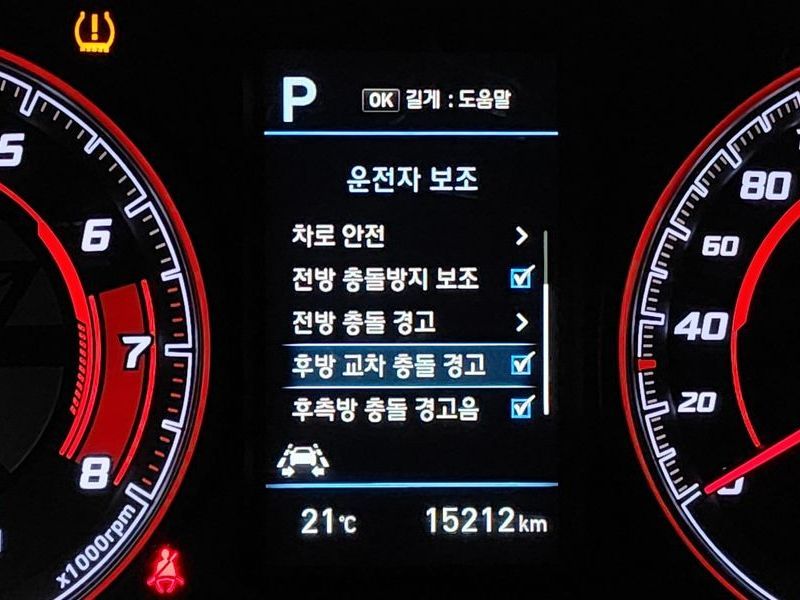 P
OK 길게 : 도움말
운전자 보조
차로 안전
전방 충돌방지 보조
전방 충돌 경고
후방 교차 충돌 경고
후측방 충돌 경고음
21℃ 15212km
5
6
7
8
x1000rpm
80
60
40
20
0